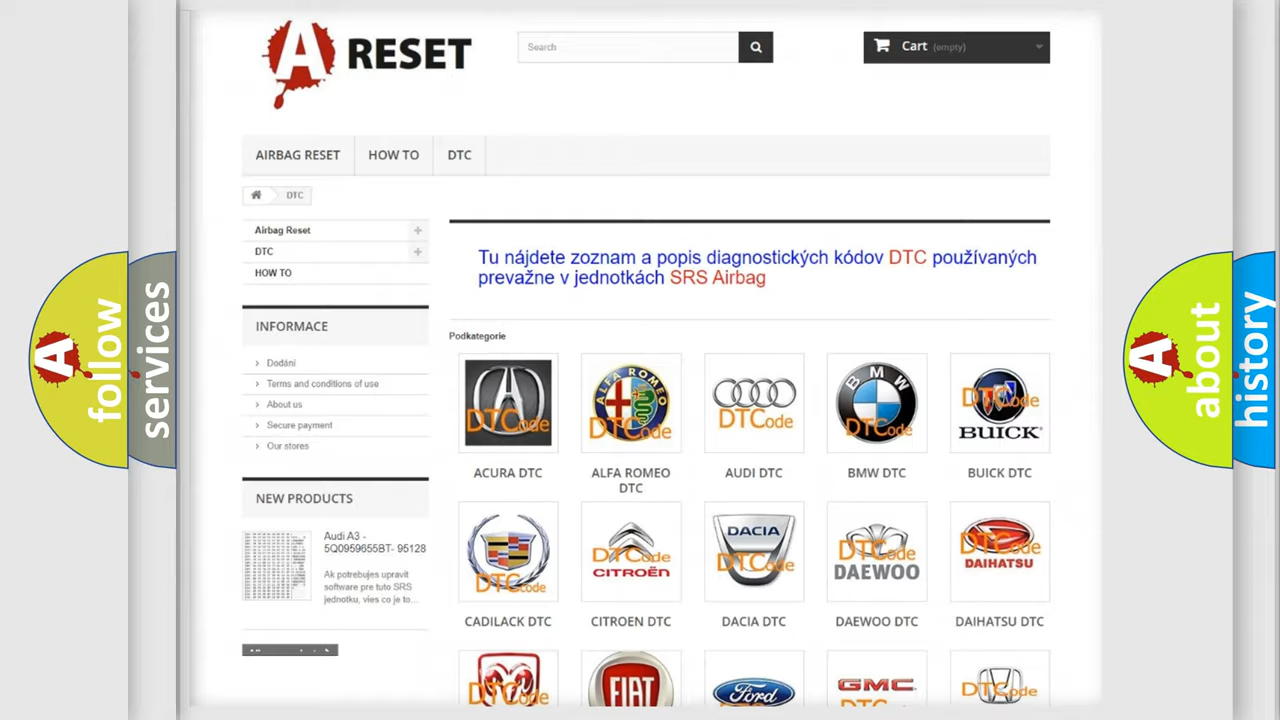 A RESET
Search
Cart (empty)
AIRBAG RESET
HOW TO
DTC
DTC
Airbag Reset
DTC
HOW TO
Tu nájdete zoznam a popis diagnostických kódov DTC používaných
prevažne v jednotkách SRS Airbag
INFORMACE
Dodání
Terms and conditions of use
About us
Secure payment
Our stores
NEW PRODUCTS
Audi A3 -
5Q0959655BT- 95128
Ak potrebujes upravit
software pre tuto SRS
jednotku, vies co je to...
Podkategorie
DTCode
ALFA ROMEO
DTCode
DTCode
BMW
DTCode
DTCode
BUICK
ACURA DTC
ALFA ROMEO
DTC
AUDI DTC
BMW DTC
BUICK DTC
DTCode
DTCode
CITROËN
DACIA
DTCode
DTCode
DAEWOO
DTCode
DAIHATSU
CADILACK DTC
CITROEN DTC
DACIA DTC
DAEWOO DTC
DAIHATSU DTC
DTCode
FIAT
Ford
GMC
DTCode
A follow
services
A about
history